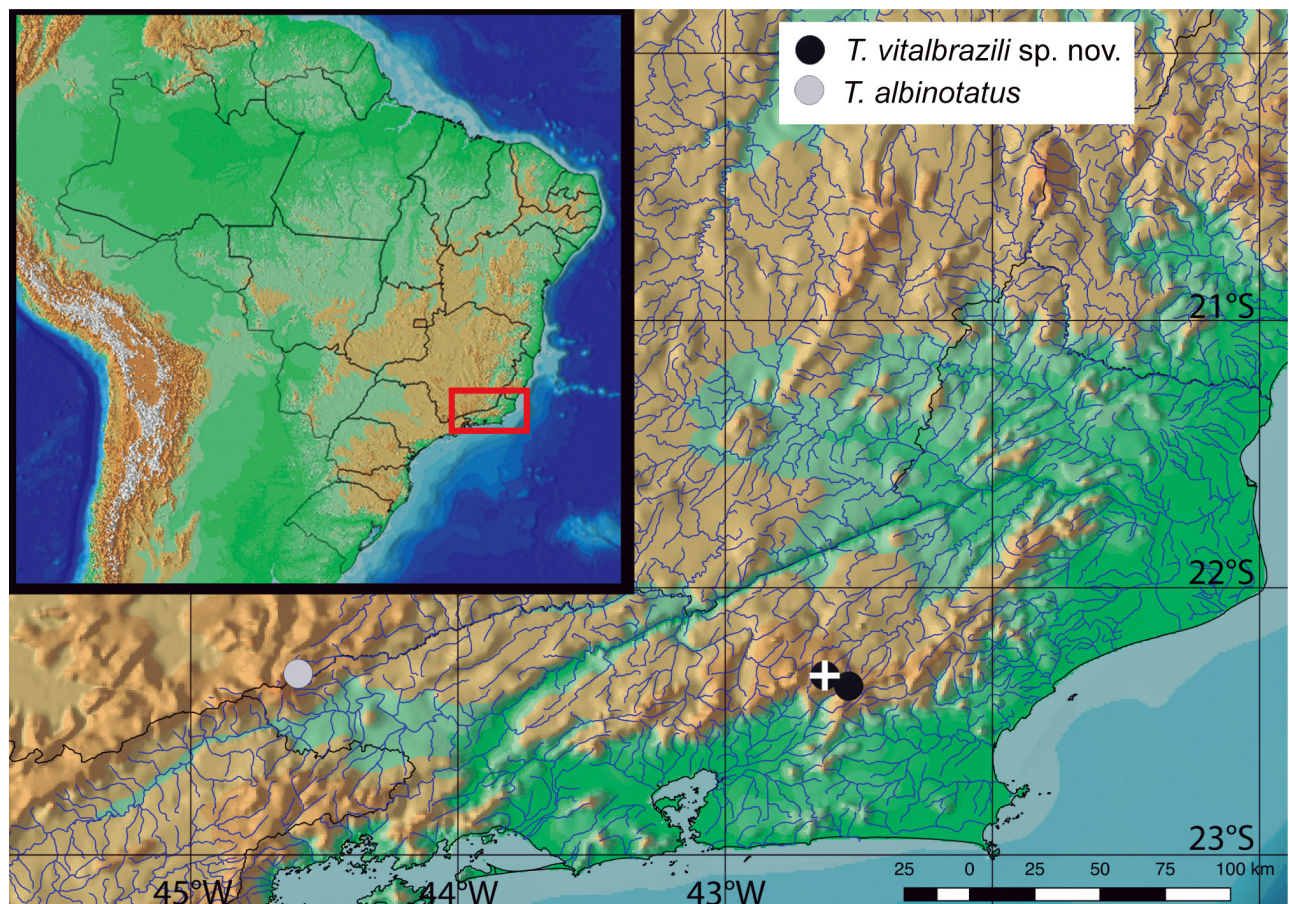 T. vitalbrazili sp. nov.
T. albinotatus
21°S
22°S
23°S
45°W 44°W 43°W
25 0 25 50 75 100 km